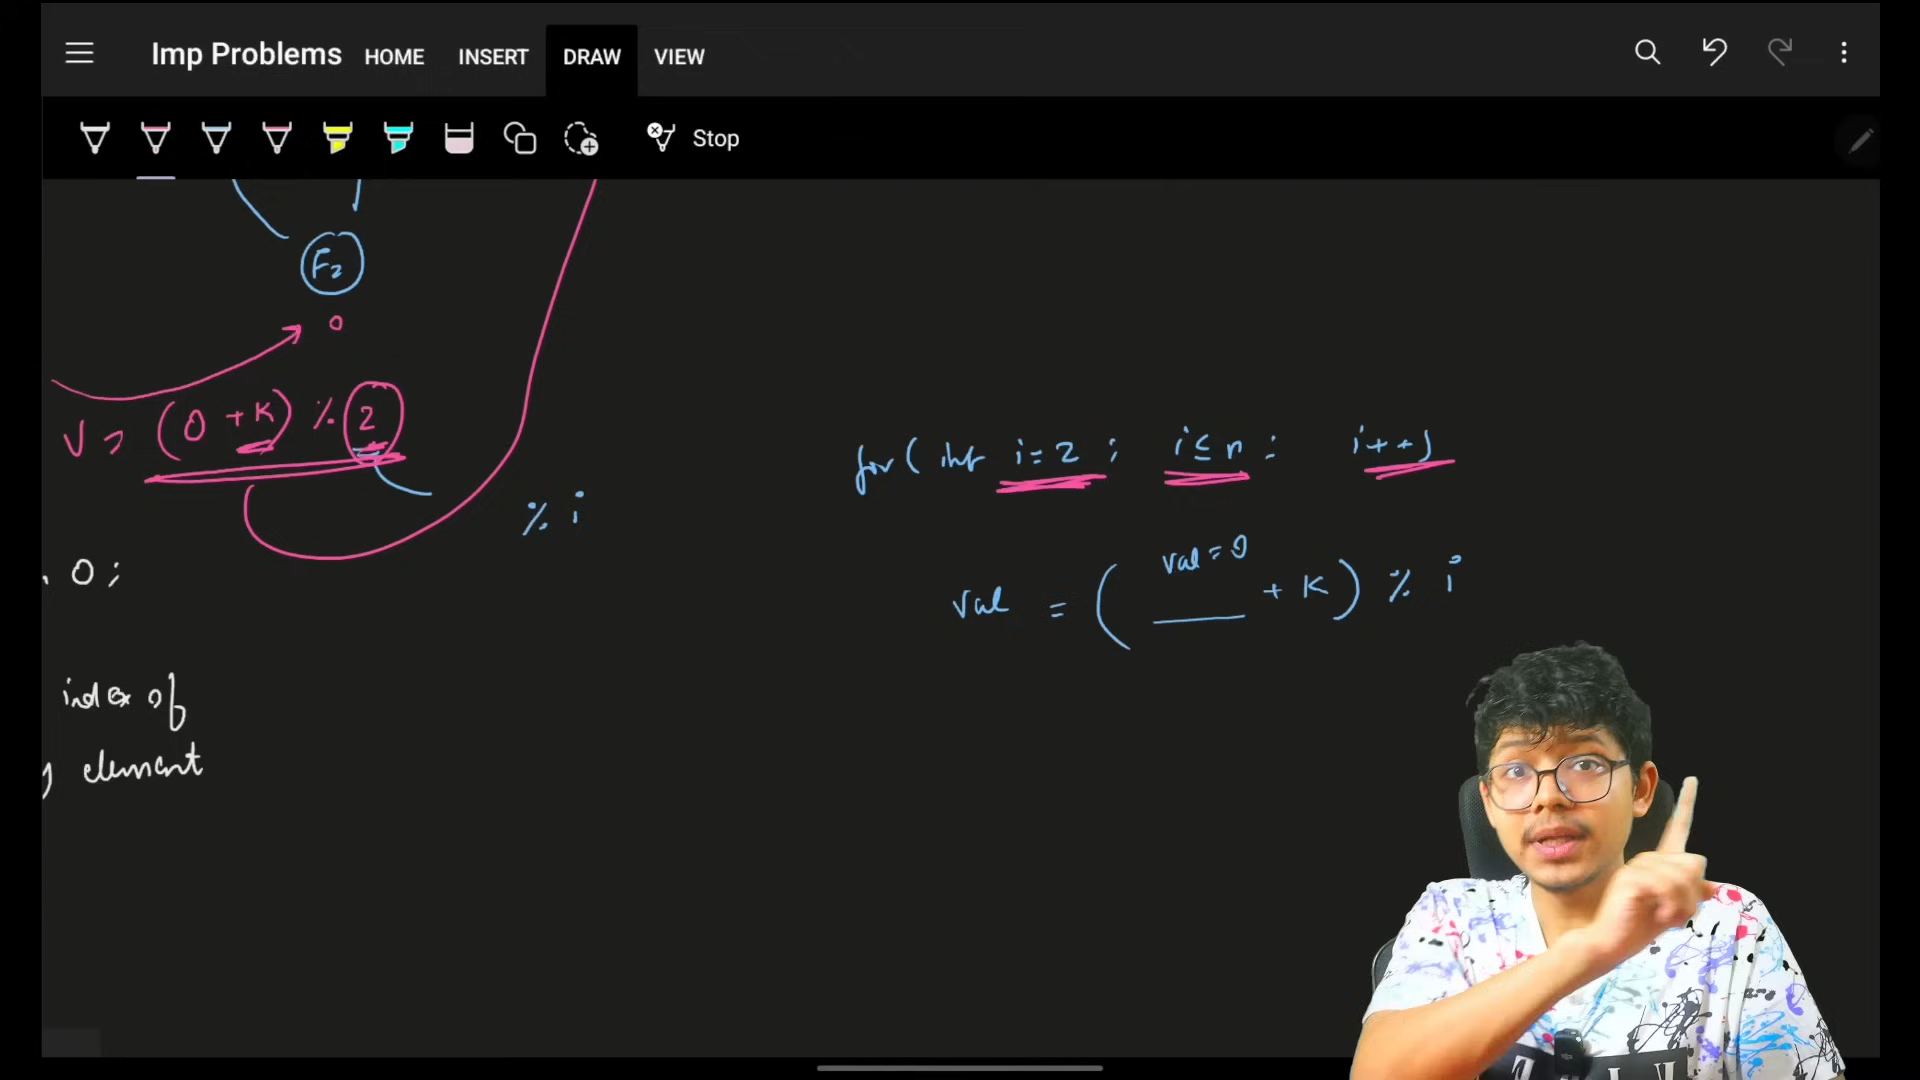 Imp Problems HOME INSERT DRAW VIEW
Stop
F2
0
V = (0 + K) % 2
% i
0;
index of
element
for( int i=2 ; i≤n ; i++)
val=0
val = ( ___ + K ) % i